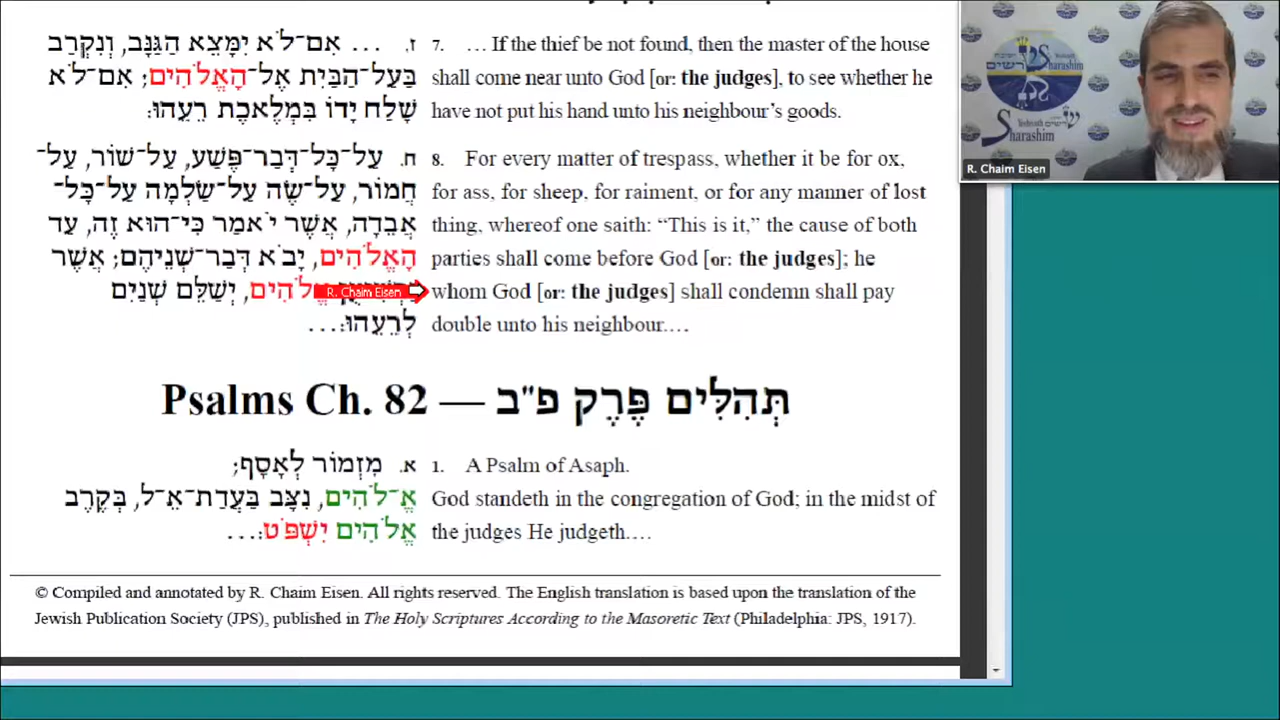 ז. ... אִם־לֹא יִמָּצֵא הַגַּנָּב, וְנִקְרַב
בַּעַל־הַבַּיִת אֶל־הָאֱלֹהִים; אִם־לֹא
שָׁלַח יָדוֹ בִּמְלֶאכֶת רֵעֵהוּ:
7. … If the thief be not found, then the master of the house
shall come near unto God [or: the judges], to see whether he
have not put his hand unto his neighbour’s goods.
ח. עַל־כָּל־דְּבַר־פֶּשַׁע, עַל־שׁוֹר, עַל־
חֲמוֹר, עַל־שֶׂה עַל־שַׂלְמָה עַל־כָּל־
אֲבֵדָה, אֲשֶׁר יֹאמַר כִּי־הוּא זֶה, עַד
הָאֱלֹהִים, יָבֹא דְּבַר־שְׁנֵיהֶם; אֲשֶׁר
אֱלֹהִים, יְשַׁלֵּם שְׁנַיִם
לְרֵעֵהוּ:...
8. For every matter of trespass, whether it be for ox,
for ass, for sheep, for raiment, or for any manner of lost
thing, whereof one saith: “This is it,” the cause of both
parties shall come before God [or: the judges]; he
whom God [or: the judges] shall condemn shall pay
double unto his neighbour.…
R. Chaim Eisen
Psalms Ch. 82 — תְּהִלִּים פֶּרֶק פ"ב
א. מִזְמוֹר לְאָסָף;
אֱ־לֹהִים, נִצָּב בַּעֲדַת־אֵ־ל, בְּקֶרֶב
אֱלֹהִים יִשְׁפֹּט:...
1. A Psalm of Asaph.
God standeth in the congregation of God; in the midst of
the judges He judgeth.…
© Compiled and annotated by R. Chaim Eisen. All rights reserved. The English translation is based upon the translation of the
Jewish Publication Society (JPS), published in The Holy Scriptures According to the Masoretic Text (Philadelphia: JPS, 1917).
שרשים
Sharashim
Yeshivath שרשים
Sharashim
R. Chaim Eisen